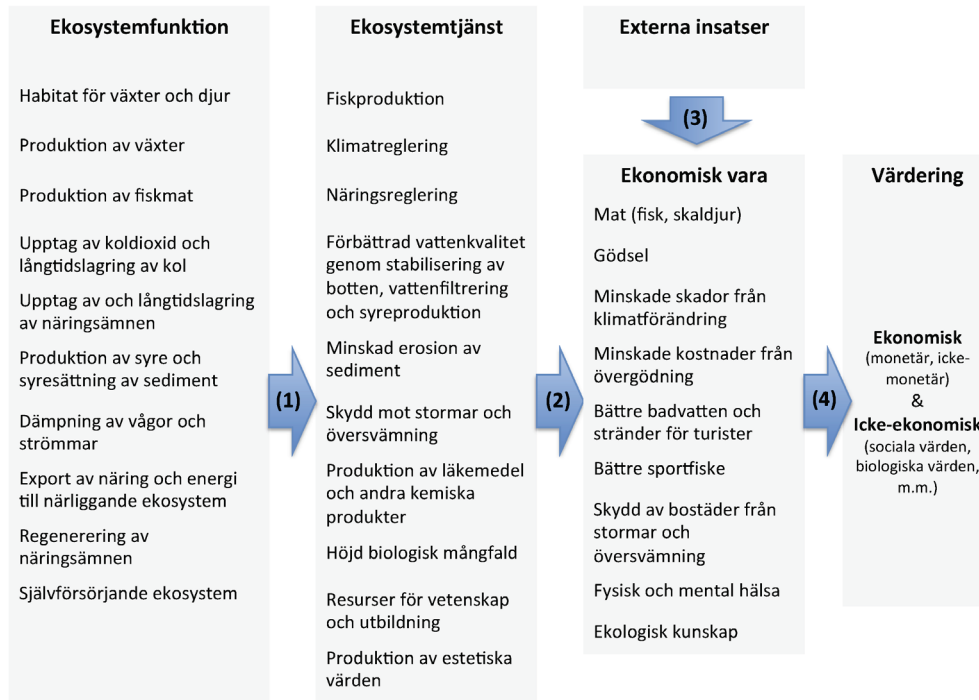 Ekosystemfunktion
Habitat för växter och djur
Produktion av växter
Produktion av fiskmat
Upptag av koldioxid och
långtidslagring av kol
Upptag av och långtidslagring
av näringsämnen
Produktion av syre och
syresättning av sediment
Dämpning av vågor och
strömmar
Export av näring och energi
till närliggande ekosystem
Regenerering av
näringsämnen
Självförsörjande ekosystem
(1)
Ekosystemtjänst
Fiskproduktion
Klimatreglering
Näringsreglering
Förbättrad vattenkvalitet
genom stabilisering av
botten, vattenfiltrering
och syreproduktion
Minskad erosion av
sediment
Skydd mot stormar och
översvämning
Produktion av läkemedel
och andra kemiska
produkter
Höjd biologisk mångfald
Resurser för vetenskap
och utbildning
Produktion av estetiska
värden
(2)
Externa insatser
(3)
Ekonomisk vara
Mat (fisk, skaldjur)
Gödsel
Minskade skador från
klimatförändring
Minskade kostnader från
övergödning
Bättre badvatten och
stränder för turister
Bättre sportfiske
Skydd av bostäder från
stormar och
översvämning
Fysisk och mental hälsa
Ekologisk kunskap
(4)
Värdering
Ekonomisk
(monetär, icke-
monetär)
&
Icke-ekonomisk
(sociala värden,
biologiska värden,
m.m.)